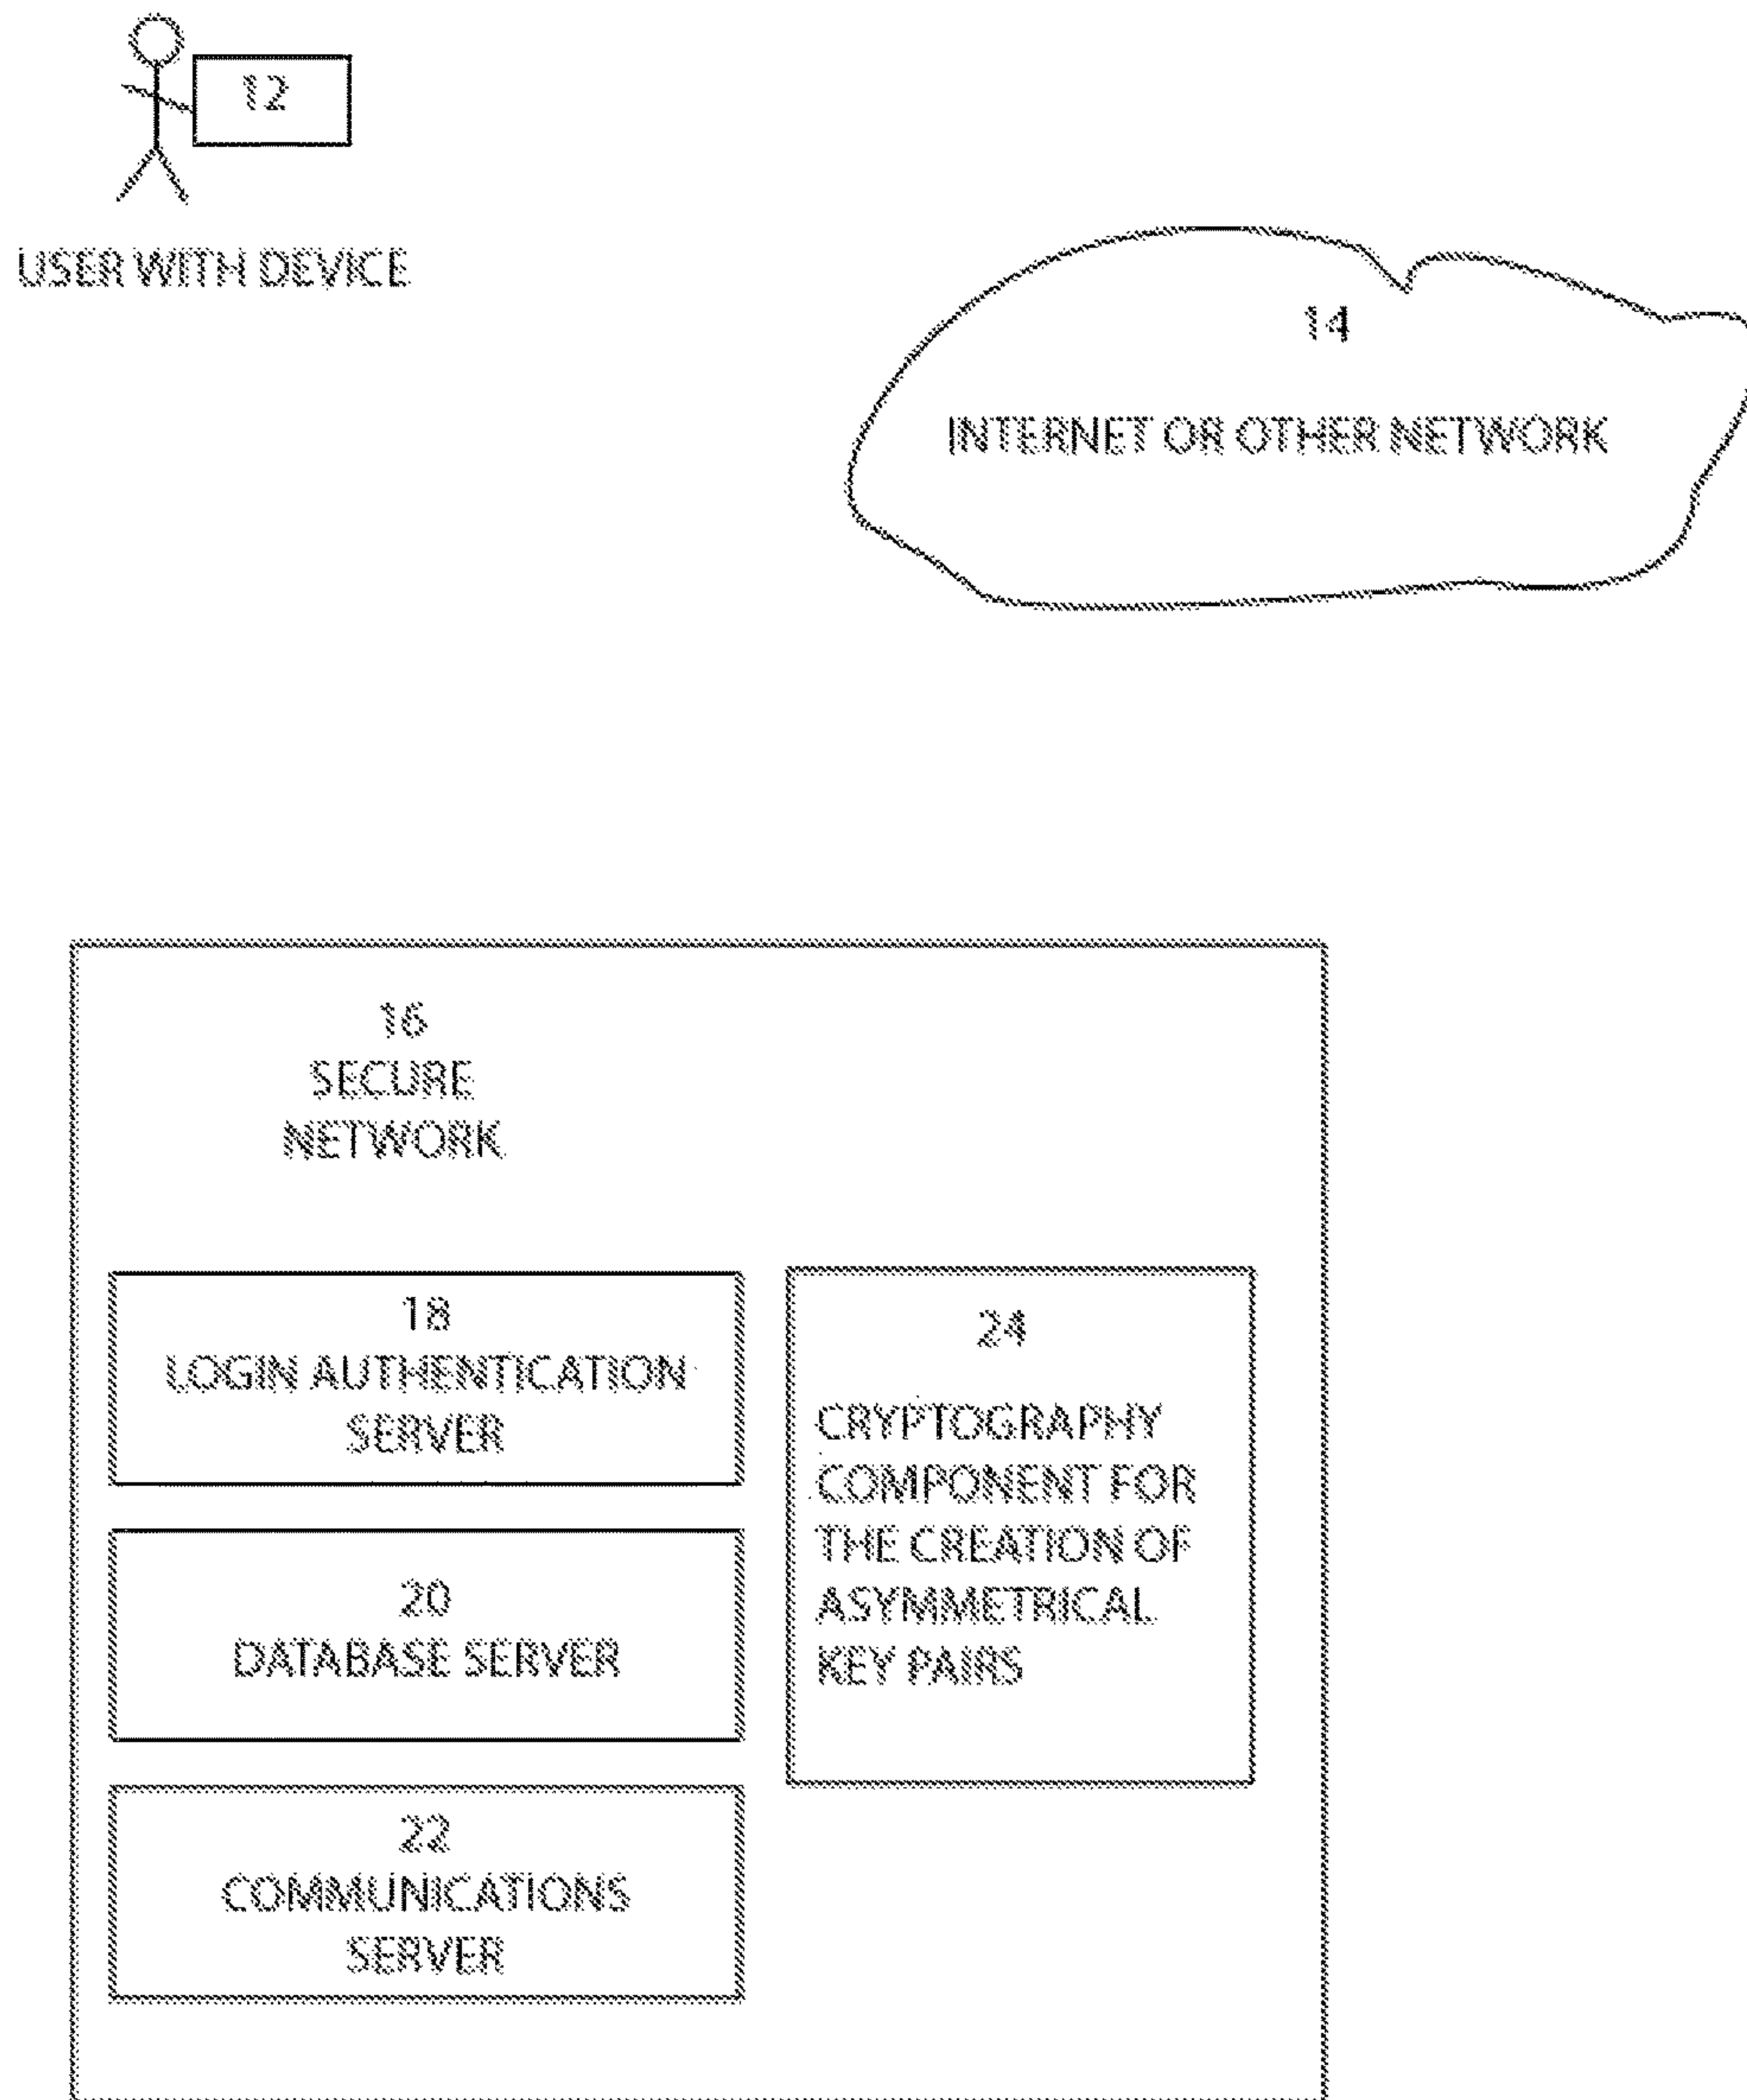 12
USER WITH DEVICE
14
INTERNET OR OTHER NETWORK
16
SECURE
NETWORK
18
LOGIN AUTHENTICATION
SERVER
20
DATABASE SERVER
22
COMMUNICATIONS
SERVER
24
CRYPTOGRAPHY
COMPONENT FOR
THE CREATION OF
ASYMMETRICAL
KEY PAIRS